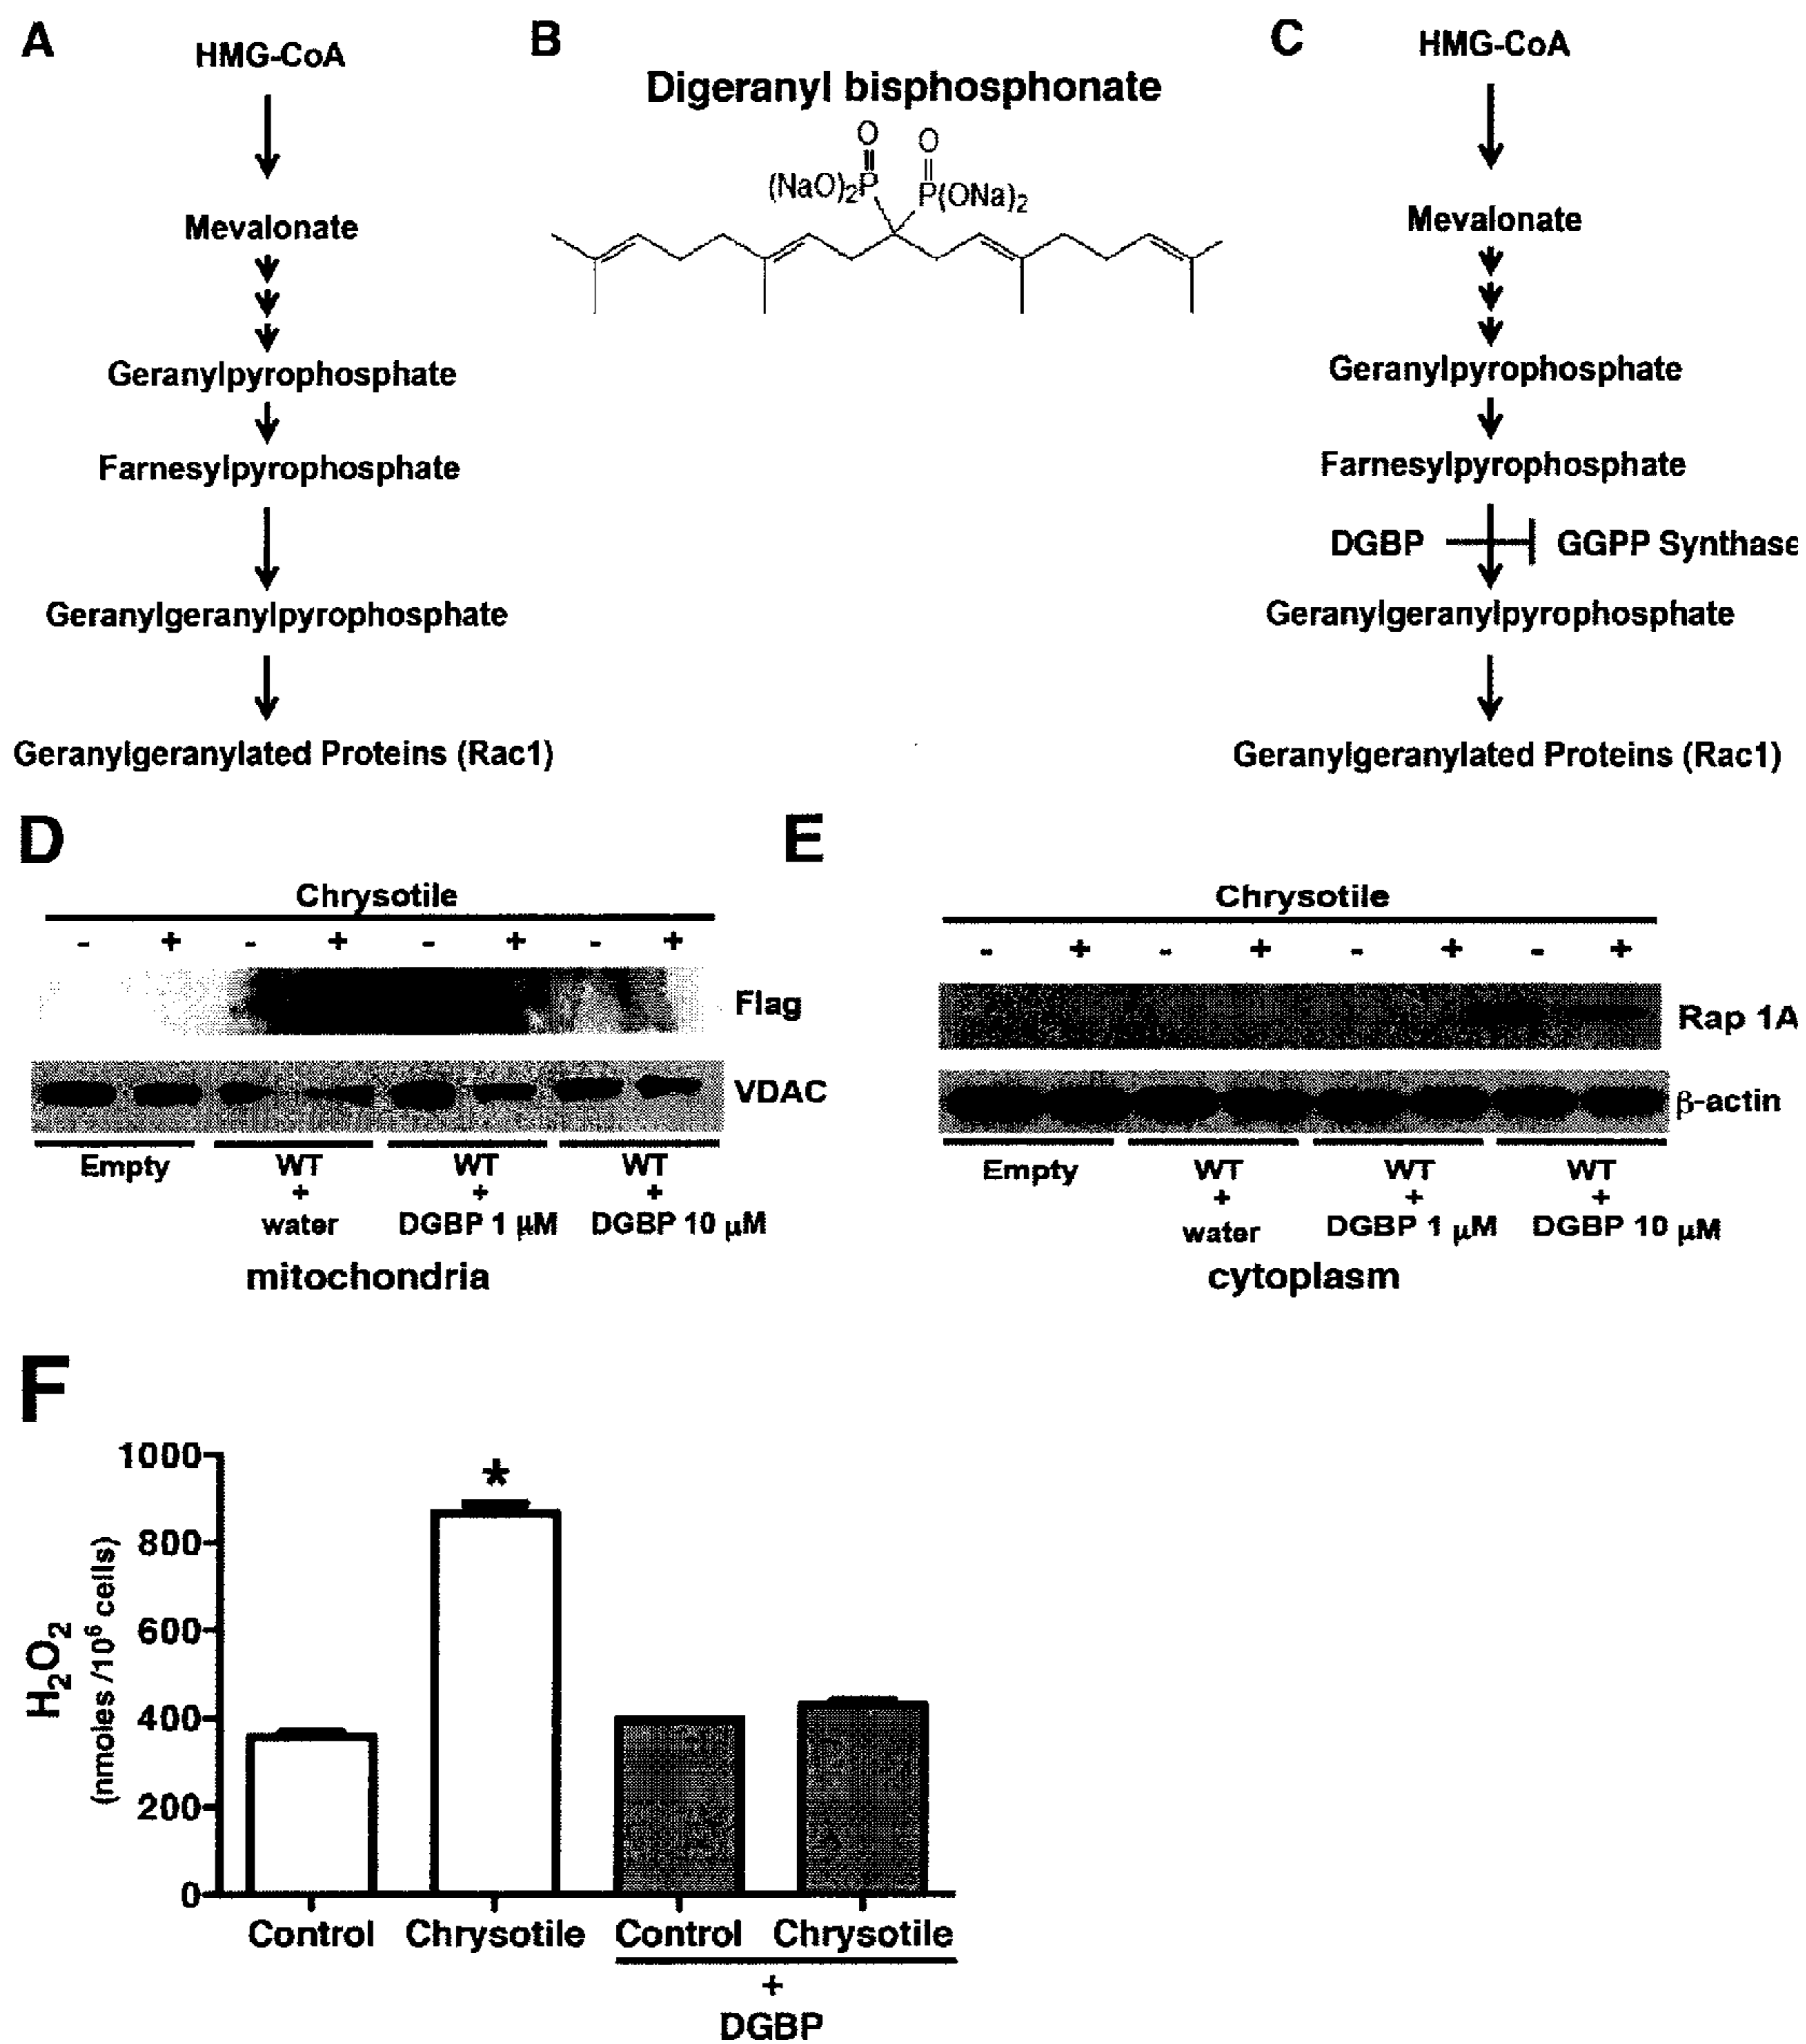 A
HMG-CoA
Mevalonate
Geranylpyrophosphate
Farnesylpyrophosphate
Geranylgeranylpyrophosphate
Geranylgeranylated Proteins (Rac1)
B
Digeranyl bisphosphonate
O O
(NaO)₂P P(ONa)₂
C
HMG-CoA
Mevalonate
Geranylpyrophosphate
Farnesylpyrophosphate
DGBP GGPP Synthase
Geranylgeranylpyrophosphate
Geranylgeranylated Proteins (Rac1)
D
Chrysotile
- + - + - + - +
Flag
VDAC
Empty WT WT WT
+ + +
water DGBP 1 μM DGBP 10 μM
mitochondria
E
Chrysotile
- + - + - + - +
Rap 1A
β-actin
Empty WT WT WT
+ + +
water DGBP 1 μM DGBP 10 μM
cytoplasm
F
H₂O₂
(nmoles /10⁶ cells)
1000
800
600
400
200
0
*
Control Chrysotile Control Chrysotile
+
DGBP